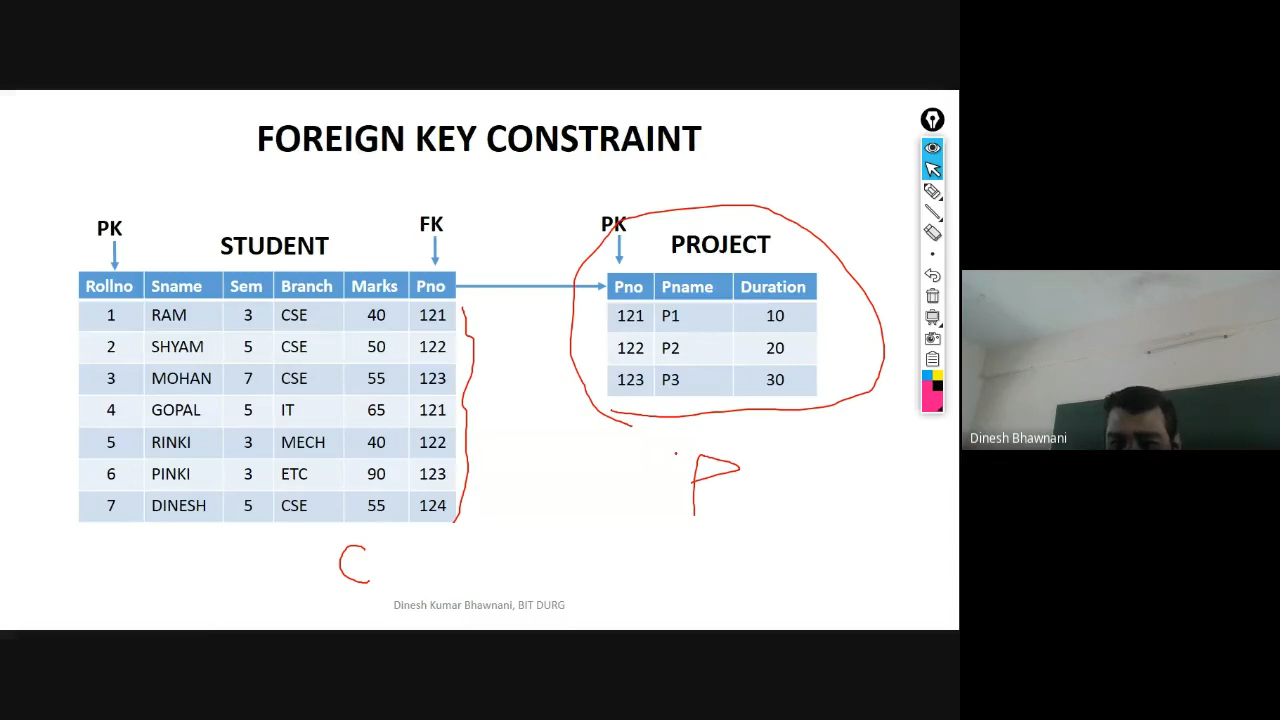 FOREIGN KEY CONSTRAINT
PK
FK
PK
STUDENT
PROJECT
Rollno Sname Sem Branch Marks Pno
1 RAM 3 CSE 40 121
2 SHYAM 5 CSE 50 122
3 MOHAN 7 CSE 55 123
4 GOPAL 5 IT 65 121
5 RINKI 3 MECH 40 122
6 PINKI 3 ETC 90 123
7 DINESH 5 CSE 55 124
Pno Pname Duration
121 P1 10
122 P2 20
123 P3 30
P
C
Dinesh Kumar Bhawnani, BIT DURG
Dinesh Bhawnani